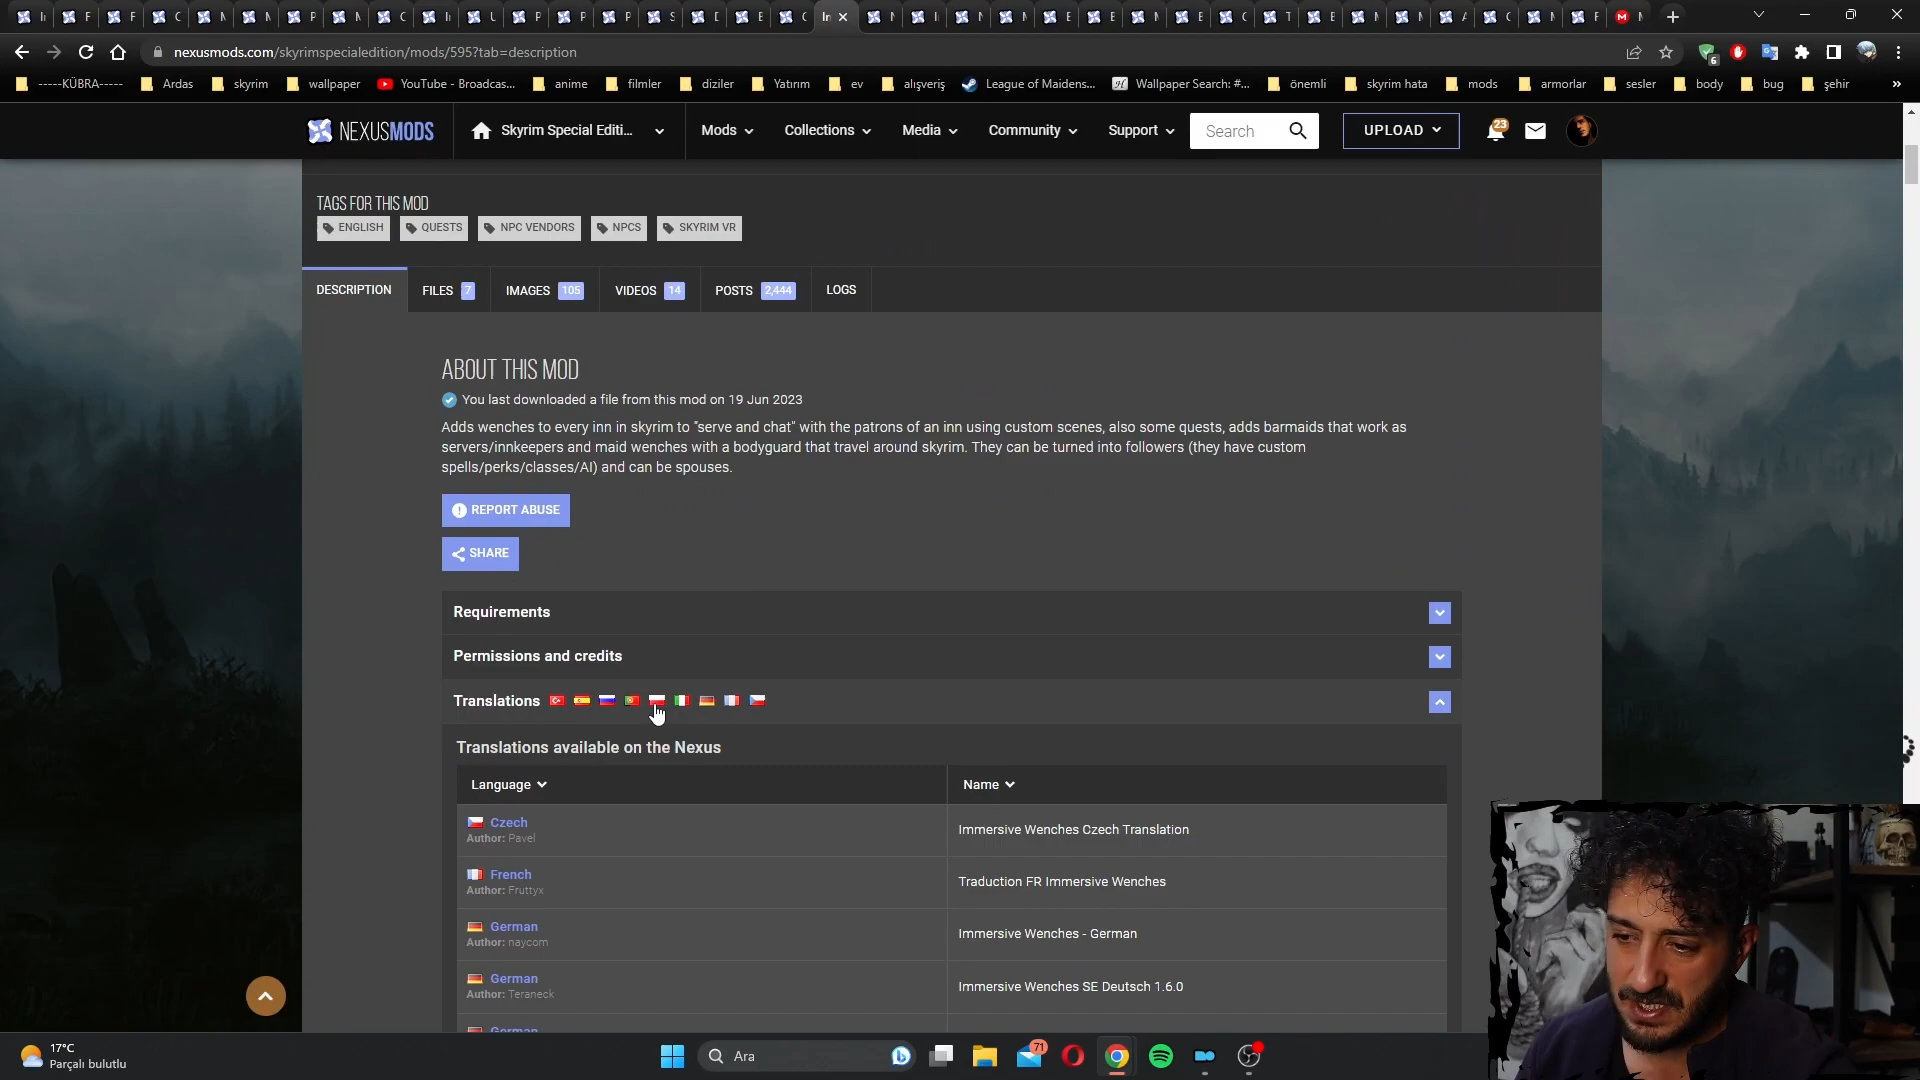 nexusmods.com/skyrimspecialedition/mods/595?tab=description
6
-----KÜBRA-----
Ardas
skyrim
wallpaper
YouTube - Broadcas...
anime
filmler
diziler
Yatırım
ev
alışveriş
League of Maidens...
Wallpaper Search: #...
önemli
skyrim hata
mods
armorlar
sesler
body
bug
şehir
»
NEXUSMODS
Skyrim Special Editi...
Mods
Collections
Media
Community
Support
Search
UPLOAD
23
TAGS FOR THIS MOD
ENGLISH
QUESTS
NPC VENDORS
NPCS
SKYRIM VR
DESCRIPTION
FILES 7
IMAGES 105
VIDEOS 14
POSTS 2,444
LOGS
ABOUT THIS MOD
You last downloaded a file from this mod on 19 Jun 2023
Adds wenches to every inn in skyrim to "serve and chat" with the patrons of an inn using custom scenes, also some quests, adds barmaids that work as
servers/innkeepers and maid wenches with a bodyguard that travel around skyrim. They can be turned into followers (they have custom
spells/perks/classes/AI) and can be spouses.
REPORT ABUSE
SHARE
Requirements
Permissions and credits
Translations
Translations available on the Nexus
Language
Name
Czech
Author: Pavel
Immersive Wenches Czech Translation
French
Author: Fruttyx
Traduction FR Immersive Wenches
German
Author: naycom
Immersive Wenches - German
German
Author: Teraneck
Immersive Wenches SE Deutsch 1.6.0
German
17°C
Parçalı bulutlu
Ara
71